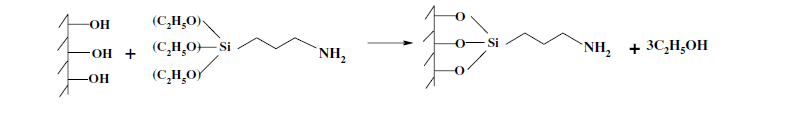 OH
OH
OH
+
(C₂H₅O)
(C₂H₅O)
(C₂H₅O)
Si
NH₂
O
O
O
Si
NH₂
+ 3C₂H₅OH